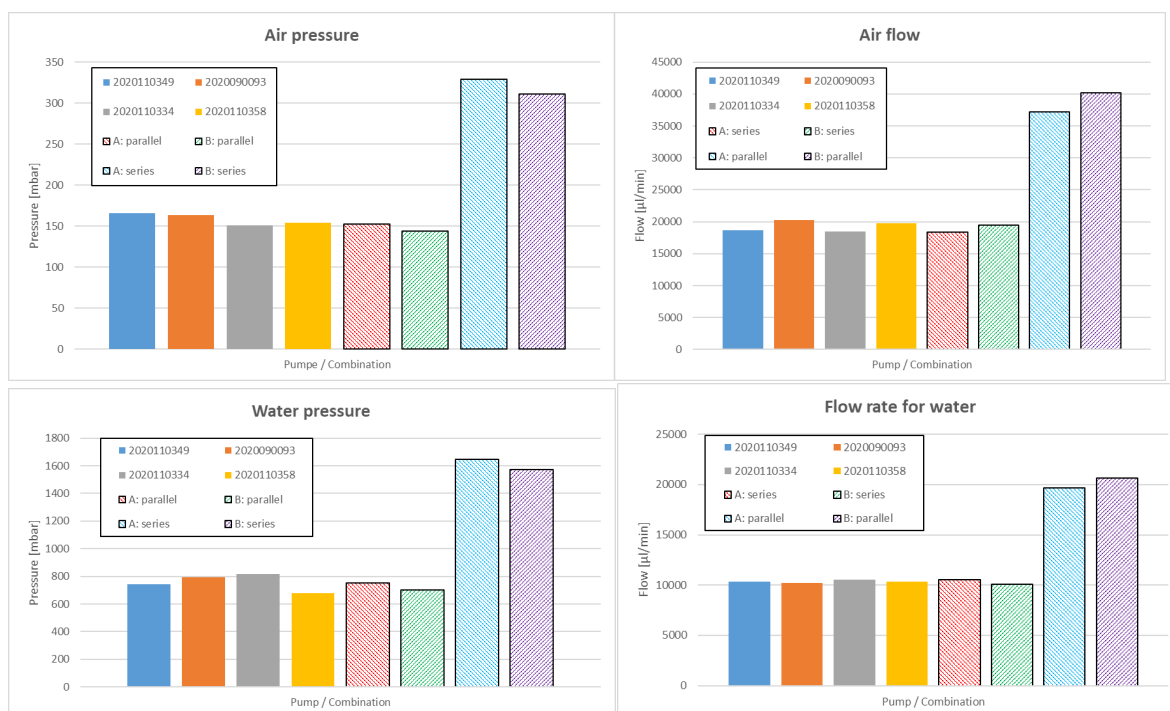 Air pressure
350
300
250
200
150
100
50
0
Pressure [mbar]
2020110349 2020090093
2020110334 2020110358
A: parallel B: parallel
A: series B: series
Pumpe / Combination
Air flow
45000
40000
35000
30000
25000
20000
15000
10000
5000
0
Flow [µl/min]
2020110349 2020090093
2020110334 2020110358
A: series B: series
A: parallel B: parallel
Pump / Combination
Water pressure
1800
1600
1400
1200
1000
800
600
400
200
0
Pressure [mbar]
2020110349 2020090093
2020110334 2020110358
A: parallel B: parallel
A: series B: series
Pump / Combination
Flow rate for water
25000
20000
15000
10000
5000
0
Flow [µl/min]
2020110349 2020090093
2020110334 2020110358
A: series B: series
A: parallel B: parallel
Pump / Combination